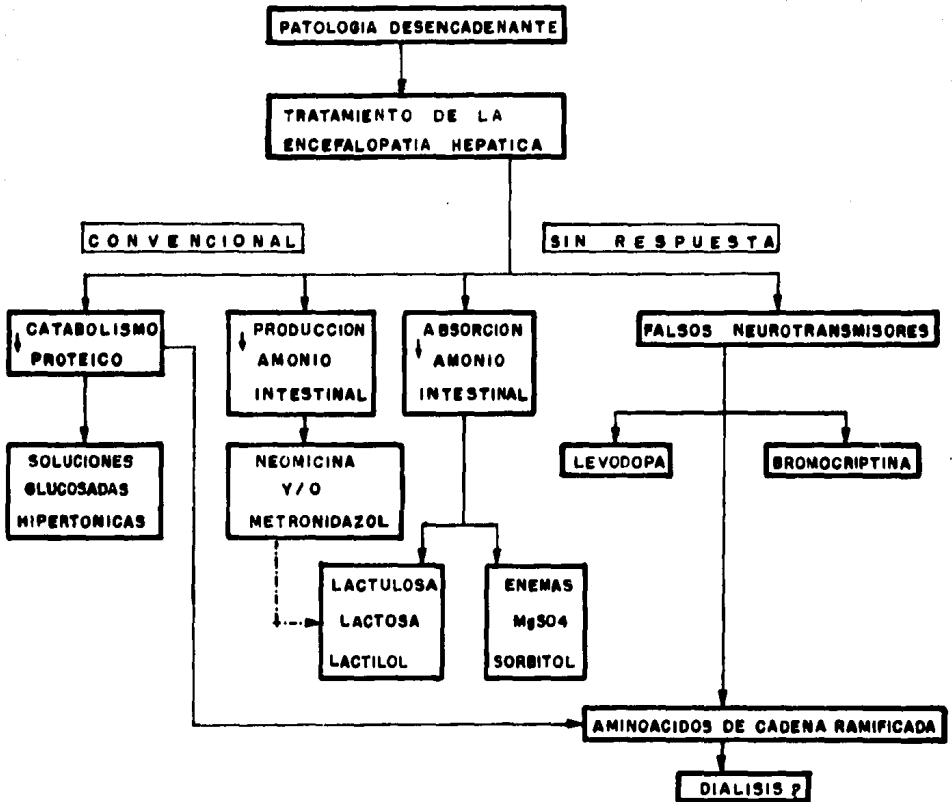 PATOLOGIA DESENCADENANTE
TRATAMIENTO DE LA
ENCEFALOPATIA HEPATICA
CONVENCIONAL
SIN RESPUESTA
↓ CATABOLISMO
PROTEICO
↓ PRODUCCION
AMONIO
INTESTINAL
↓ ABSORCION
AMONIO
INTESTINAL
FALSOS NEUROTRANSMISORES
SOLUCIONES
GLUCOSADAS
HIPERTONICAS
NEOMICINA
Y/O
METRONIDAZOL
LEVODOPA
BROMOCRIPTINA
LACTULOSA
LACTOSA
LACTILOL
ENEMAS
MgSO4
SORBITOL
AMINOACIDOS DE CADENA RAMIFICADA
DIALISIS ?